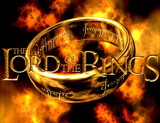 THE LORD OF THE RINGS